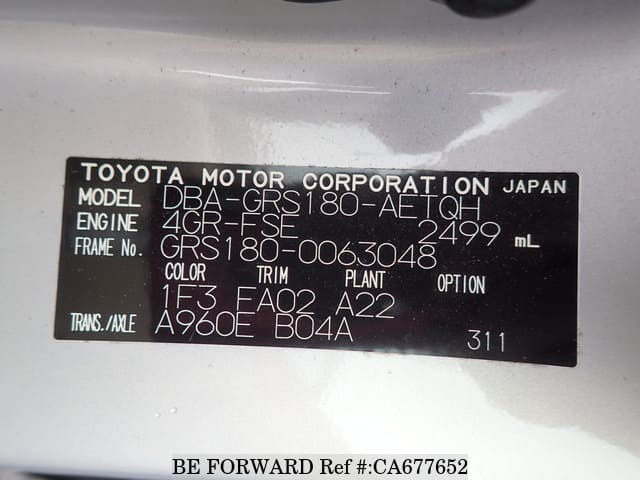 TOYOTA MOTOR CORPORATION JAPAN
MODEL DBA-GRS180-AETQH
ENGINE 4GR-FSE 2499 mL
FRAME No. GRS180-0063048
COLOR TRIM PLANT OPTION
1F3 FA02 A22
TRANS./AXLE A960E B04A
311
BE FORWARD Ref #:CA677652